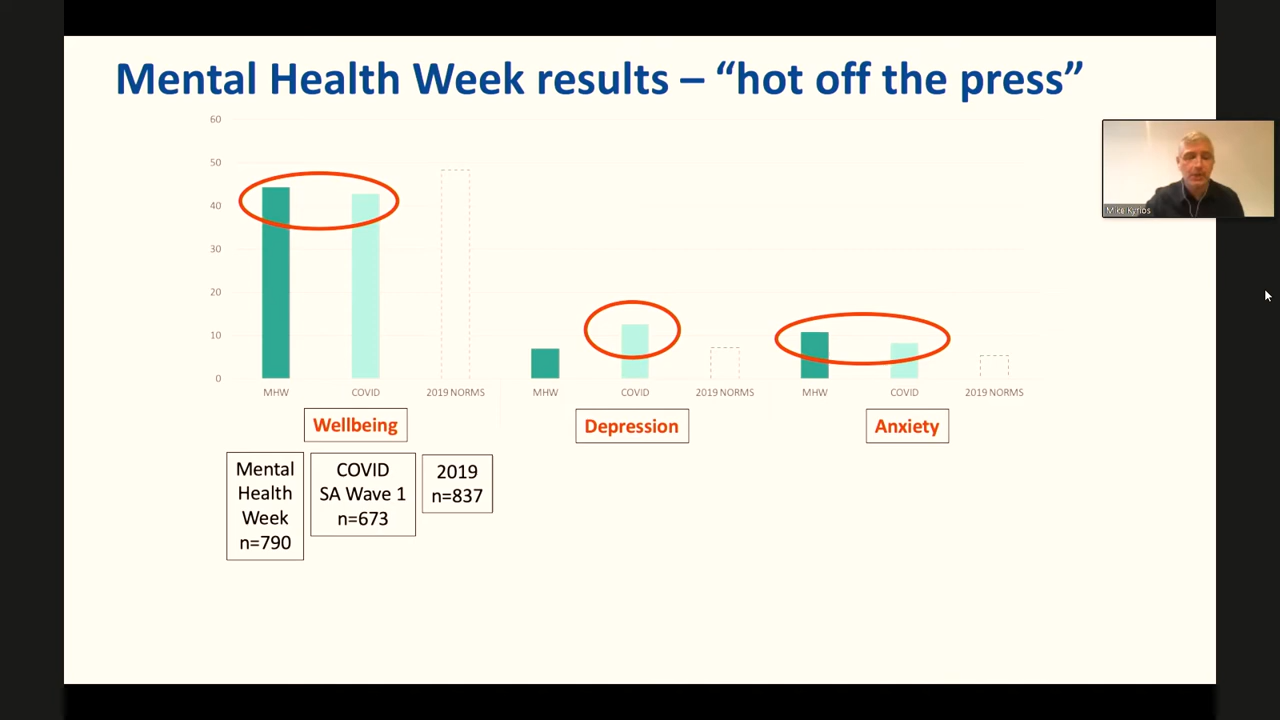 Mental Health Week results – “hot off the press”
60
50
40
30
20
10
0
MHW
COVID
2019 NORMS
MHW
COVID
2019 NORMS
MHW
COVID
2019 NORMS
Wellbeing
Depression
Anxiety
Mental
Health
Week
n=790
COVID
SA Wave 1
n=673
2019
n=837
Mike Kyrios